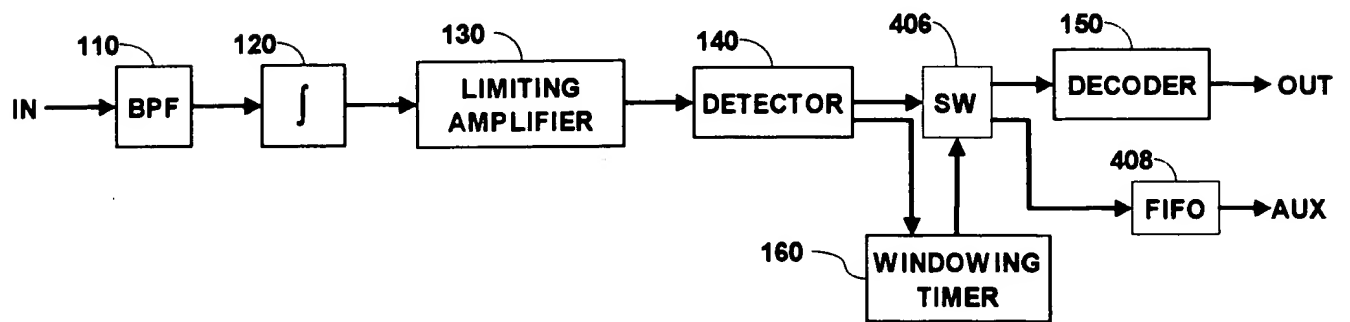 110
120
130
140
406
150
IN
BPF
∫
LIMITING
AMPLIFIER
DETECTOR
SW
DECODER
OUT
408
FIFO
AUX
160
WINDOWING
TIMER